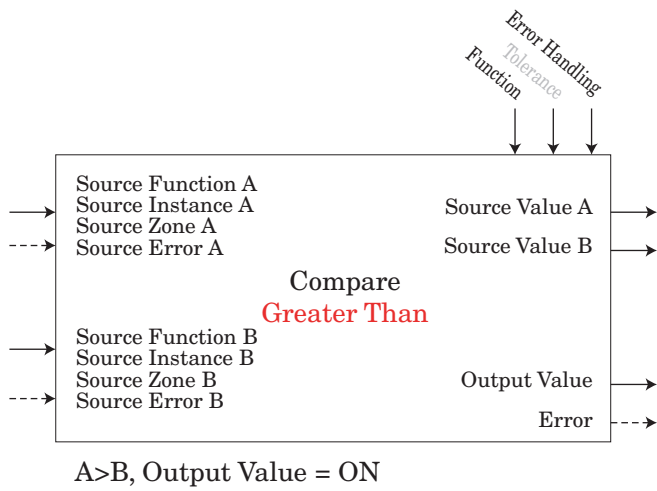 Function
Tolerance
Error Handling
Source Function A
Source Instance A
Source Zone A
Source Error A
Source Value A
Source Value B
Compare
Greater Than
Source Function B
Source Instance B
Source Zone B
Source Error B
Output Value
Error
A>B, Output Value = ON